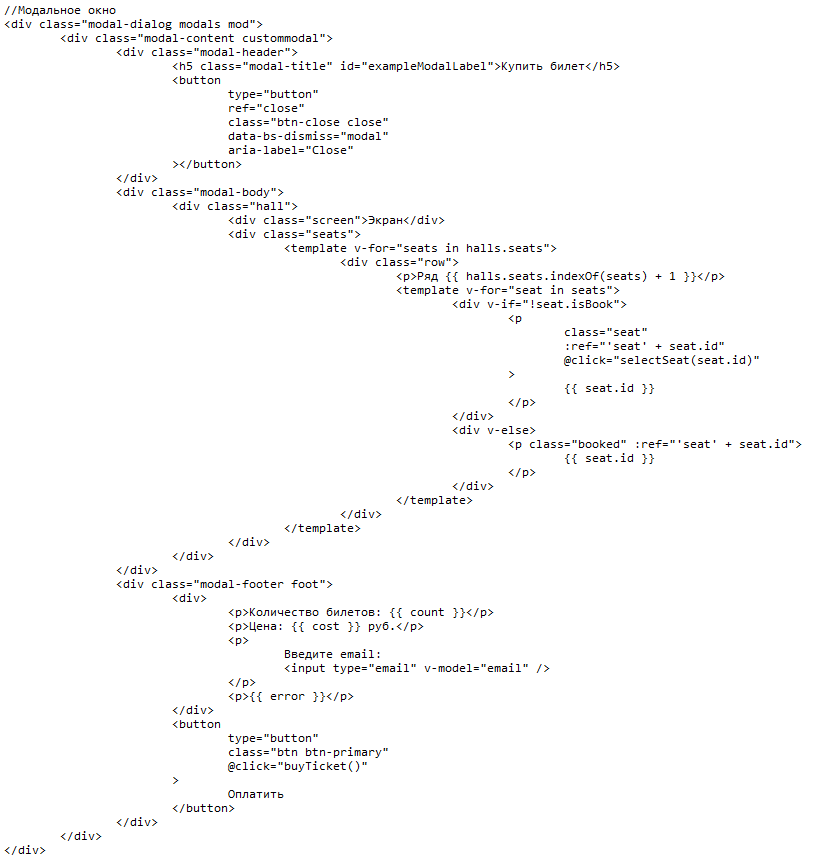 //Модальное окно
<div class="modal-dialog modals mod">
	<div class="modal-content custommodal">
		<div class="modal-header">
			<h5 class="modal-title" id="exampleModalLabel">Купить билет</h5>
			<button
				type="button"
				ref="close"
				class="btn-close close"
				data-bs-dismiss="modal"
				aria-label="Close"
			></button>
		</div>
		<div class="modal-body">
			<div class="hall">
				<div class="screen">Экран</div>
				<div class="seats">
					<template v-for="seats in halls.seats">
						<div class="row">
							<p>Ряд {{ halls.seats.indexOf(seats) + 1 }}</p>
							<template v-for="seat in seats">
								<div v-if="!seat.isBook">
									<p
										class="seat"
										:ref="'seat' + seat.id"
										@click="selectSeat(seat.id)"
									>
										{{ seat.id }}
									</p>
								</div>
								<div v-else>
									<p class="booked" :ref="'seat' + seat.id">
										{{ seat.id }}
									</p>
								</div>
							</template>
						</div>
					</template>
				</div>
			</div>
		</div>
		<div class="modal-footer foot">
			<div>
				<p>Количество билетов: {{ count }}</p>
				<p>Цена: {{ cost }} руб.</p>
				<p>
					Введите email:
					<input type="email" v-model="email" />
				</p>
				<p>{{ error }}</p>
			</div>
			<button
				type="button"
				class="btn btn-primary"
				@click="buyTicket()"
			>
				Оплатить
			</button>
		</div>
	</div>
</div>